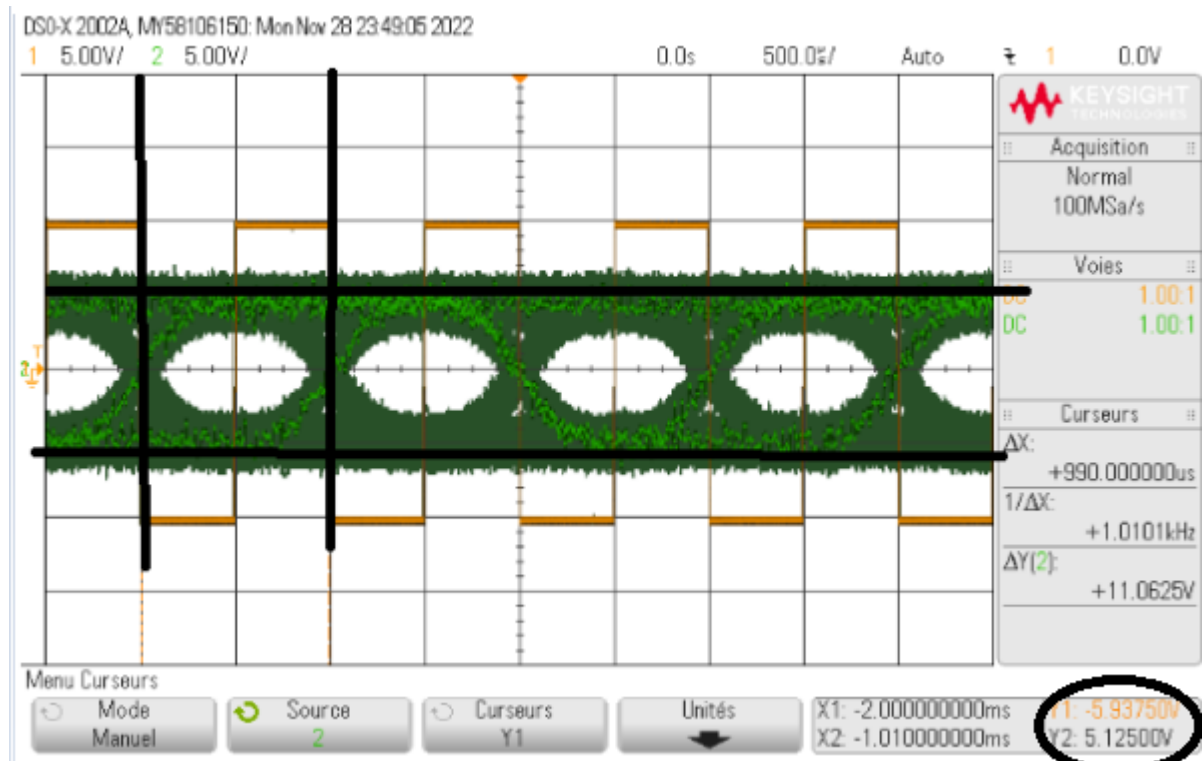 DSO-X 2002A, MY58106150: Mon Nov 28 23:49:05 2022
1 5.00V/ 2 5.00V/ 0.0s 500.0㎲/ Auto 1 0.0V
KEYSIGHT
TECHNOLOGIES
Acquisition
Normal
100MSa/s
Voies
DC 1.00:1
DC 1.00:1
Curseurs
ΔX:
+990.000000us
1/ΔX:
+1.0101kHz
ΔY(2):
+11.0625V
T
2
Menu Curseurs
Mode
Manuel
Source
2
Curseurs
Y1
Unités
X1: -2.000000000ms
X2: -1.010000000ms
Y1: -5.93750V
Y2: 5.12500V